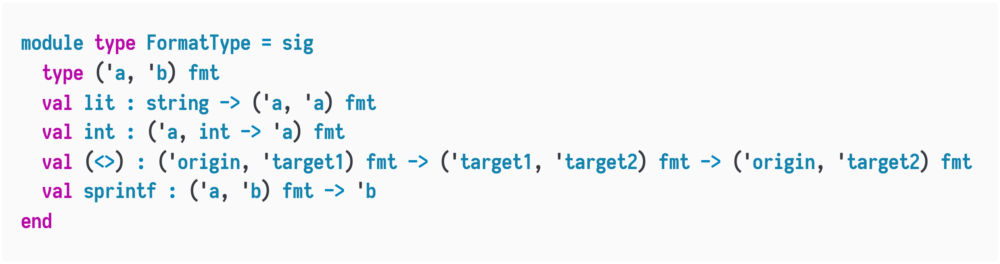 module type FormatType = sig
  type ('a, 'b) fmt
  val lit : string -> ('a, 'a) fmt
  val int : ('a, int -> 'a) fmt
  val (<>) : ('origin, 'target1) fmt -> ('target1, 'target2) fmt -> ('origin, 'target2) fmt
  val sprintf : ('a, 'b) fmt -> 'b
end